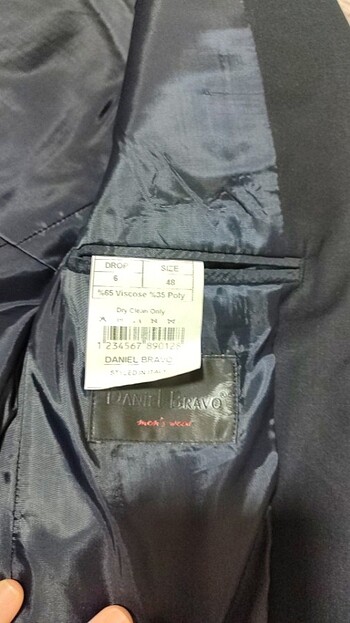 DROP SIZE
6 48
%65 Viscose %35 Poly
Dry Clean Only
1 234567 890128
DANIEL BRAVO
STYLED IN ITALY
DANIEL BRAVO
men's wear